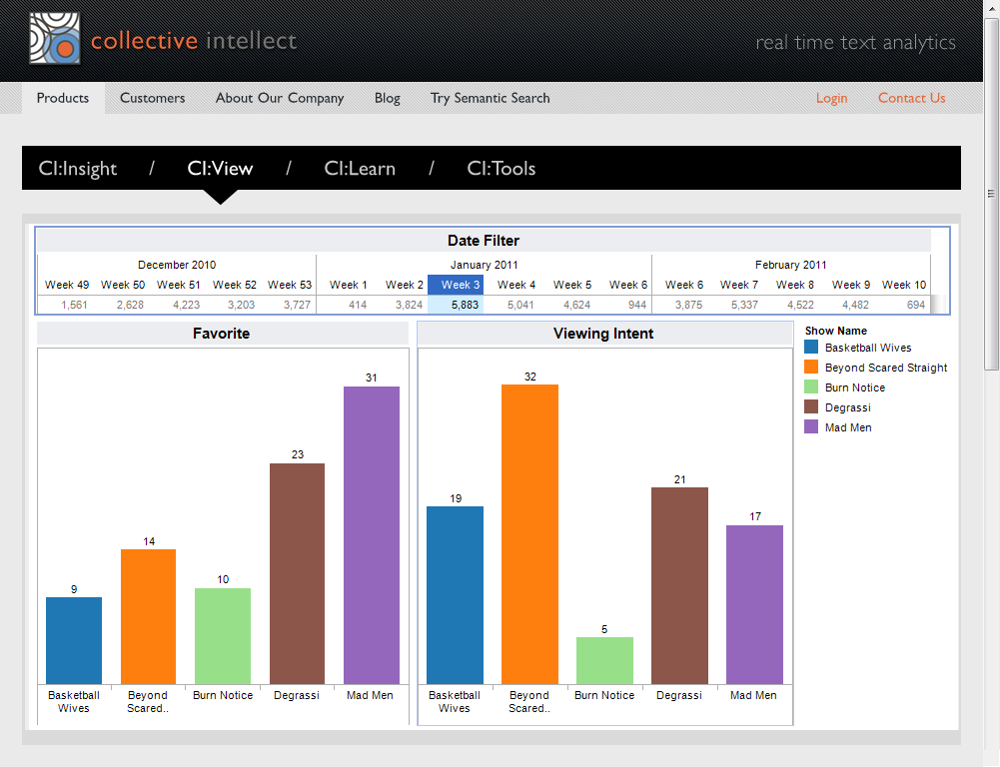 collective intellect
real time text analytics
Products Customers About Our Company Blog Try Semantic Search Login Contact Us
CI:Insight / CI:View / CI:Learn / CI:Tools
Date Filter
December 2010 January 2011 February 2011
Week 49 Week 50 Week 51 Week 52 Week 53 Week 1 Week 2 Week 3 Week 4 Week 5 Week 6 Week 6 Week 7 Week 8 Week 9 Week 10
1,561 2,628 4,223 3,203 3,727 414 3,824 5,883 5,041 4,624 944 3,875 5,337 4,522 4,482 694
Favorite
31
23
14
10
9
Basketball Wives
Beyond Scared..
Burn Notice
Degrassi
Mad Men
Viewing Intent
32
21
19
17
5
Basketball Wives
Beyond Scared..
Burn Notice
Degrassi
Mad Men
Show Name
Basketball Wives
Beyond Scared Straight
Burn Notice
Degrassi
Mad Men